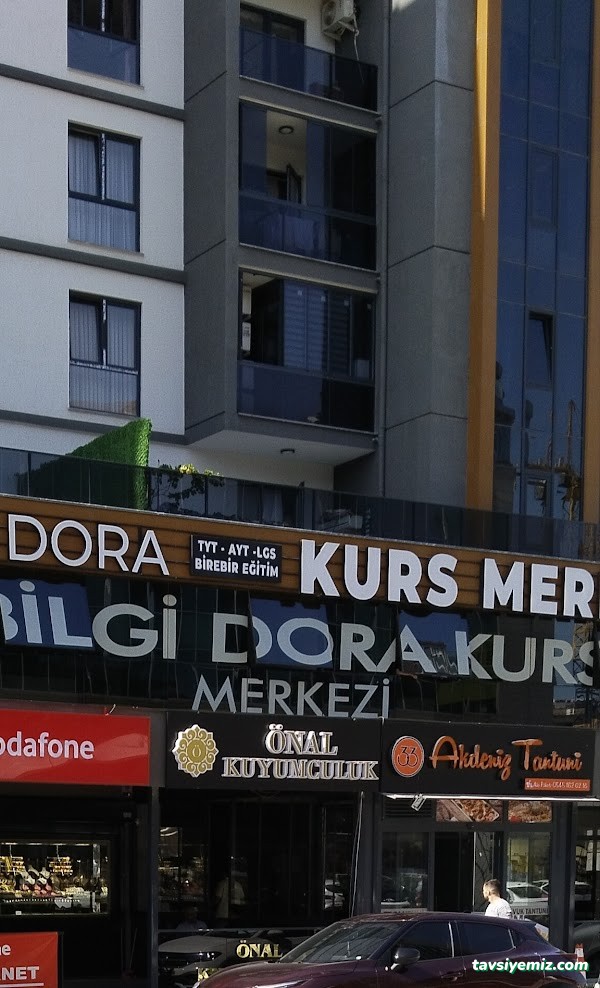 DORA
TYT - AYT -LGS
BİREBİR EĞİTİM
KURS MER
BİLGİ DORA KURS
MERKEZİ
odafone
ÖNAL
KUYUMCULUK
33
Akdeniz Tantuni
ÖNAL
NET
tavsiyemiz.com